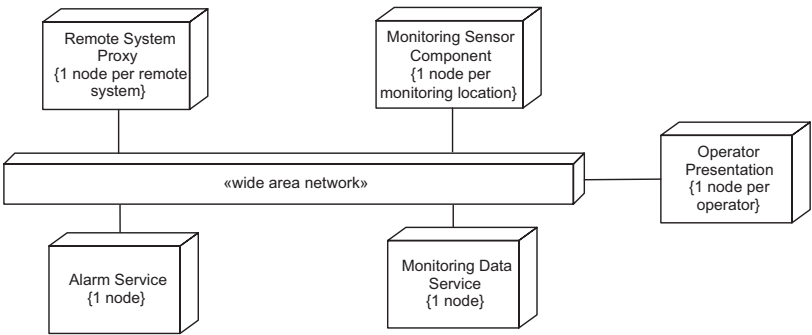 Remote System
Proxy
{1 node per remote
system}
Monitoring Sensor
Component
{1 node per
monitoring location}
Operator
Presentation
{1 node per
operator}
«wide area network»
Alarm Service
{1 node}
Monitoring Data
Service
{1 node}